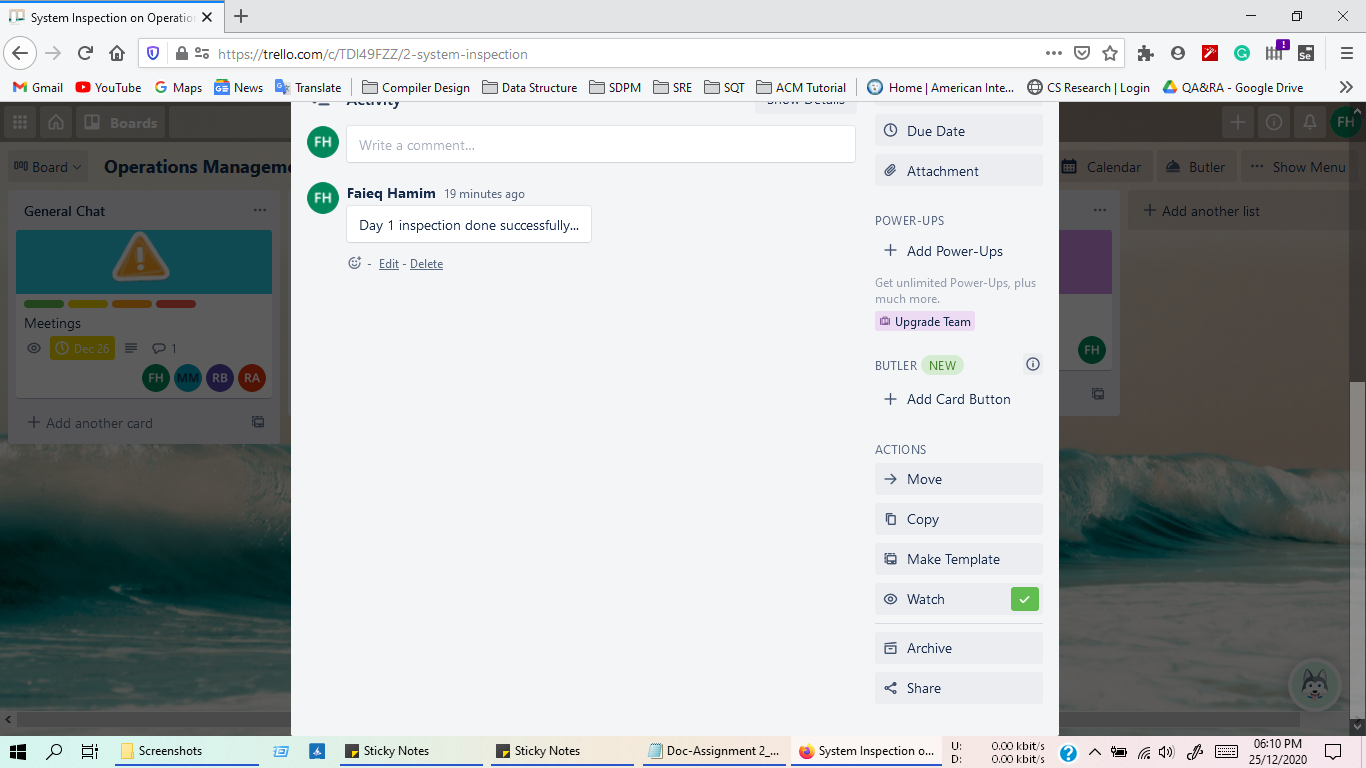 System Inspection on Operatio
https://trello.com/c/TDl49FZZ/2-system-inspection
Gmail YouTube Maps News Translate Compiler Design Data Structure SDPM SRE SQT ACM Tutorial Home | American Inte... CS Research | Login QA&RA - Google Drive
Boards
FH
Board
Operations Manageme
Calendar
Butler
Show Menu
General Chat
Meetings
Dec 26
1
FH MM RB RA
Add another card
Activity
Show Details
FH
Write a comment...
FH
Faieq Hamim 19 minutes ago
Day 1 inspection done successfully...
- Edit - Delete
Due Date
Attachment
POWER-UPS
Add Power-Ups
Get unlimited Power-Ups, plus
much more.
Upgrade Team
BUTLER NEW
Add Card Button
ACTIONS
Move
Copy
Make Template
Watch
Archive
Share
Add another list
FH
Screenshots
Sticky Notes
Sticky Notes
Doc-Assignment 2_...
System Inspection o...
U: 0.00 kbit/s
D: 0.00 kbit/s
06:10 PM
25/12/2020